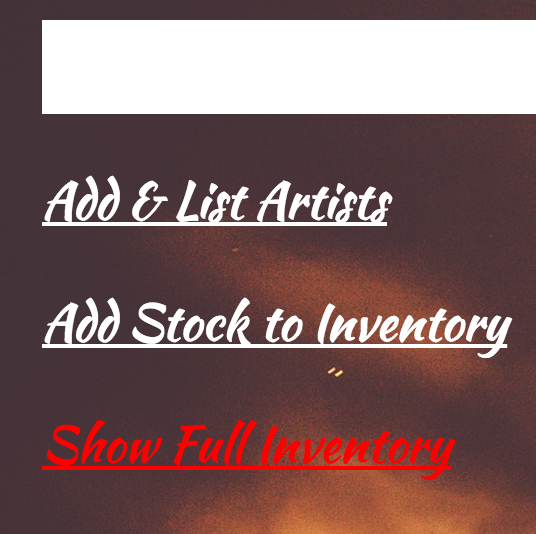 Add & List Artists
Add Stock to Inventory
Show Full Inventory